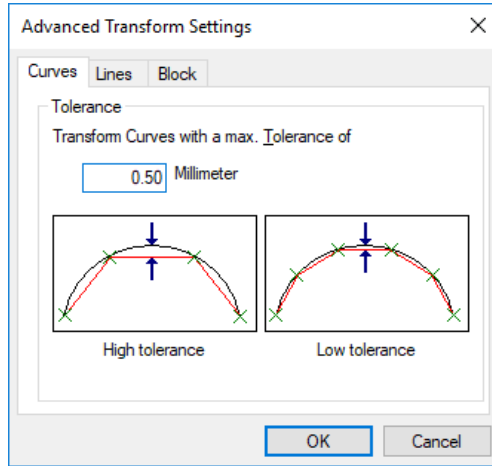 Advanced Transform Settings
Curves Lines Block
Tolerance
Transform Curves with a max. Tolerance of
0.50 Millimeter
High tolerance Low tolerance
OK Cancel